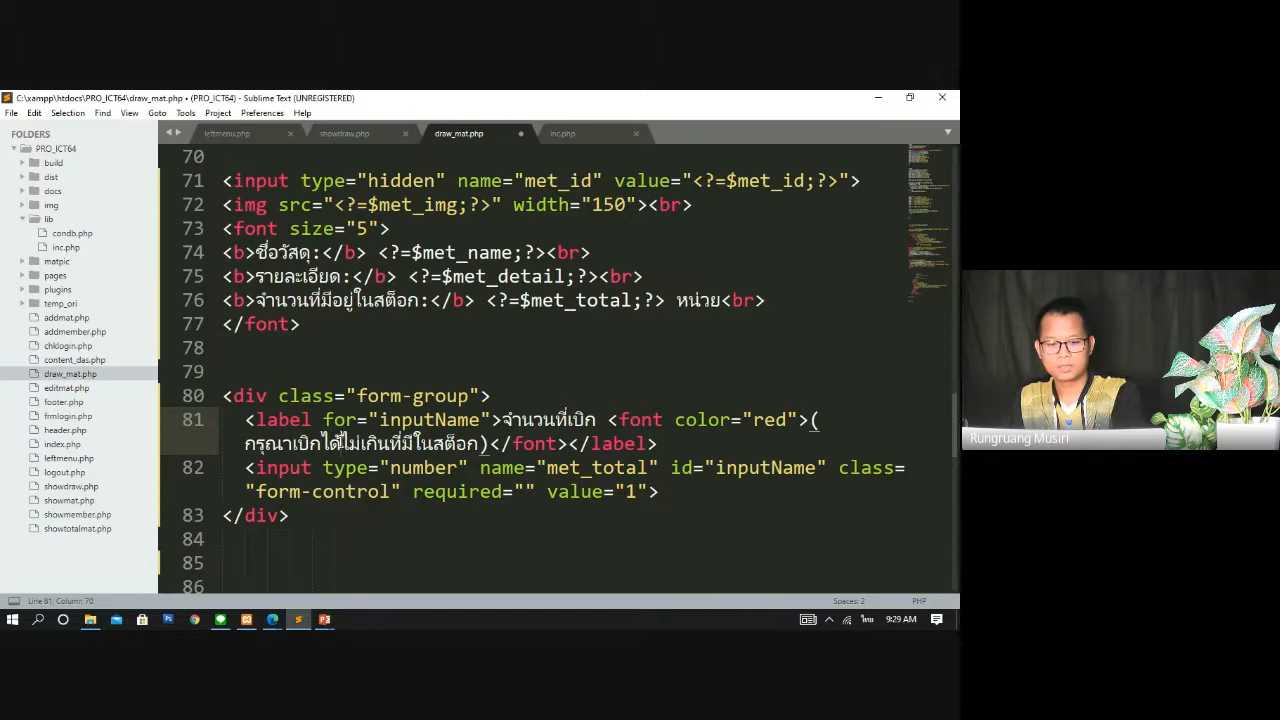 C:\xampp\htdocs\PRO_ICT64\draw_mat.php • (PRO_ICT64) - Sublime Text (UNREGISTERED)
File Edit Selection Find View Goto Tools Project Preferences Help
FOLDERS
PRO_ICT64
build
dist
docs
img
lib
condb.php
inc.php
matpic
pages
plugins
temp_ori
addmat.php
addmember.php
chklogin.php
content_das.php
draw_mat.php
editmat.php
footer.php
frmlogin.php
header.php
index.php
leftmenu.php
logout.php
showdraw.php
showmat.php
showmember.php
showtotalmat.php
leftmenu.php showdraw.php draw_mat.php inc.php
70
71 <input type="hidden" name="met_id" value="<?=$met_id;?>">
72 <img src="<?=$met_img;?>" width="150"><br>
73 <font size="5">
74 <b>ชื่อวัสดุ:</b> <?=$met_name;?><br>
75 <b>รายละเอียด:</b> <?=$met_detail;?><br>
76 <b>จำนวนที่มีอยู่ในสต็อก:</b> <?=$met_total;?> หน่วย<br>
77 </font>
78
79
80 <div class="form-group">
81 <label for="inputName">จำนวนที่เบิก <font color="red">(
กรุณาเบิกได้ไม่เกินที่มีในสต็อก)</font></label>
82 <input type="number" name="met_total" id="inputName" class=
"form-control" required="" value="1">
83 </div>
84
85
86
Line 81, Column 70 Spaces: 2 PHP
ไทย 9:29 AM
Rungruang Musiri